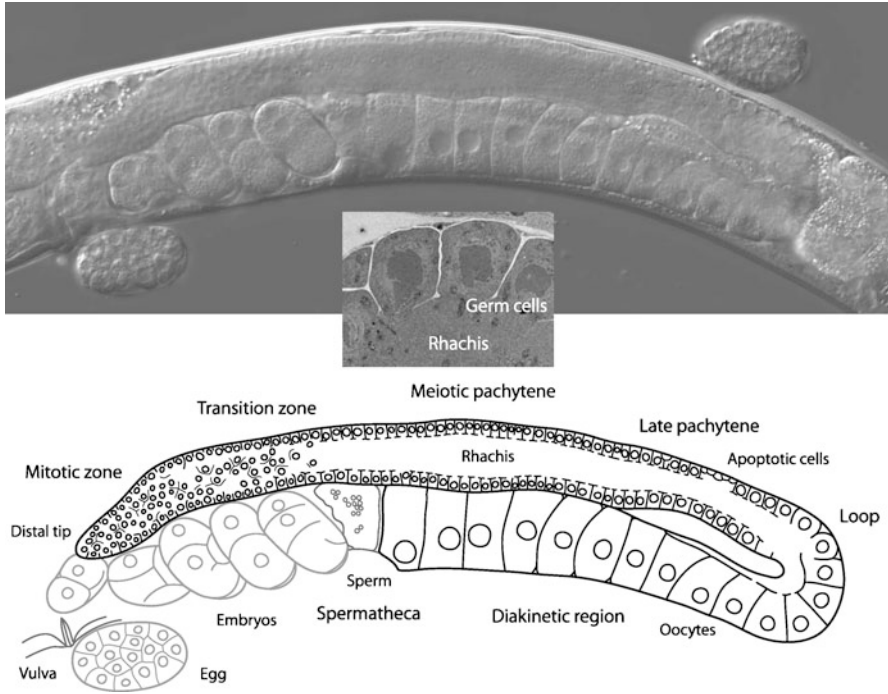 Germ cells
Rhachis
Meiotic pachytene
Transition zone
Late pachytene
Rhachis
Apoptotic cells
Mitotic zone
Loop
Distal tip
Sperm
Embryos
Spermatheca
Diakinetic region
Oocytes
Vulva
Egg